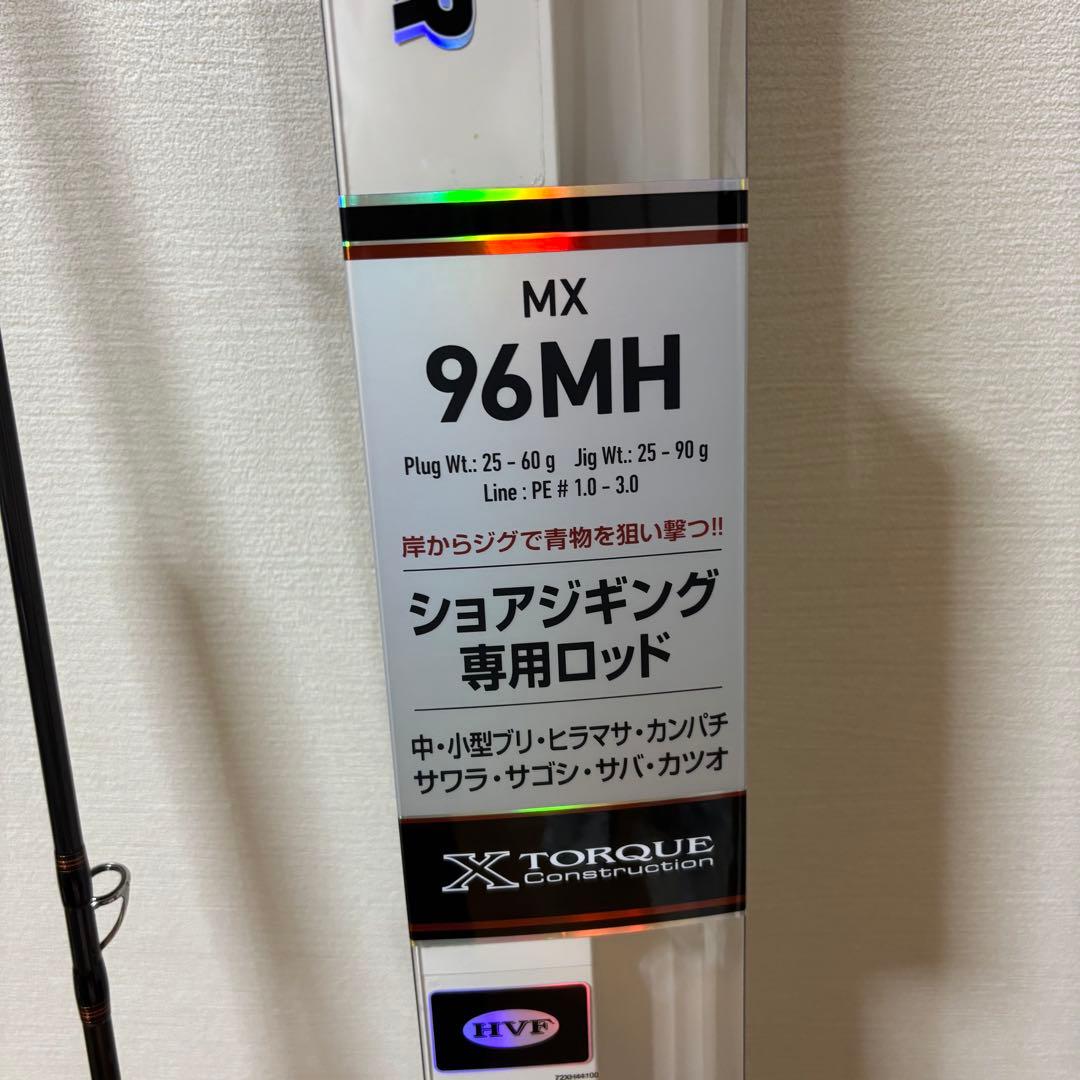 R
MX
96MH
Plug Wt.: 25 - 60 g Jig Wt.: 25 - 90 g
Line : PE # 1.0 - 3.0
岸からジグで青物を狙い撃つ!!
ショアジギング
専用ロッド
中・小型ブリ・ヒラマサ・カンパチ
サワラ・サゴシ・サバ・カツオ
X TORQUE
Construction
HVF
72XH44100